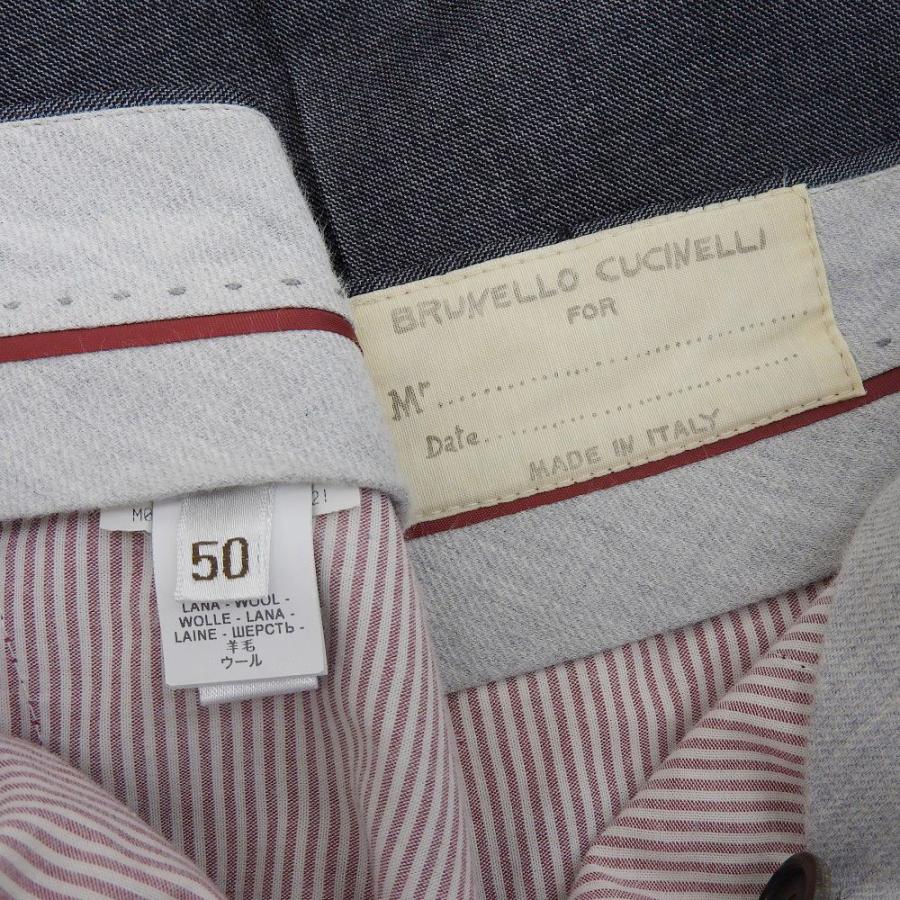 BRUNELLO CUCINELLI
FOR
Mr
Date
MADE IN ITALY
50
LANA - WOOL -
WOLLE - LANA -
LAINE - ШЕРСТЬ -
羊毛
ウール